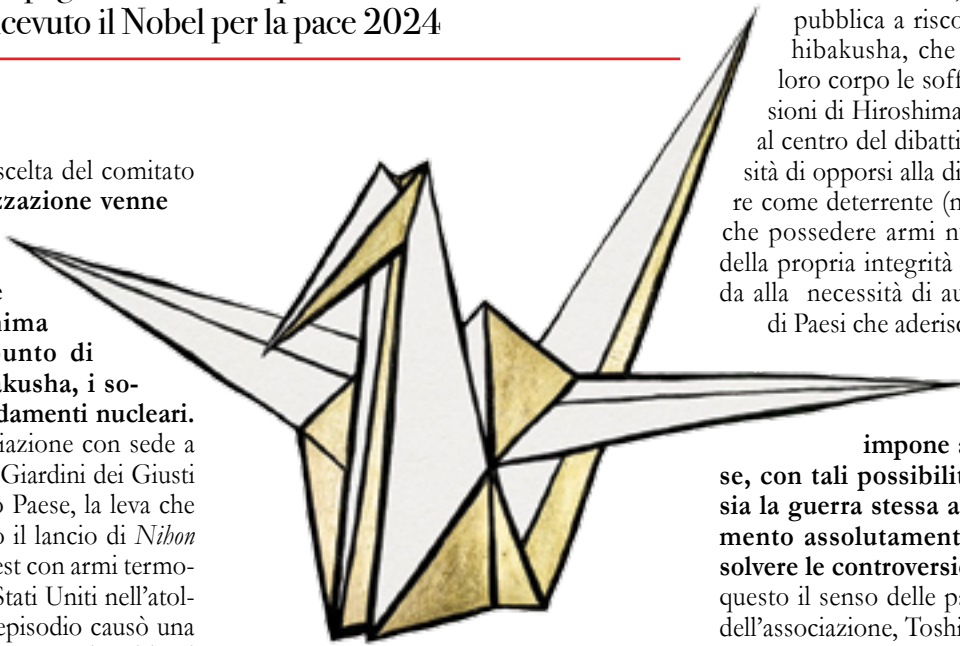 cevuto il Nobel per la pace 2024
scelta del comitato
zzazione venne
nima
punto di
akusha, i so-
damenti nucleari.
iazione con sede a
Giardini dei Giusti
o Paese, la leva che
o il lancio di Nihon
est con armi termo-
Stati Uniti nell'atol-
episodio causò una
pubblica a risco
hibakusha, che
loro corpo le soff
sioni di Hiroshima
al centro del dibatti
sità di opporsi alla di
re come deterrente (n
che possedere armi n
della propria integrità
da alla necessità di au
di Paesi che aderisc
impone a
se, con tali possibilit
sia la guerra stessa a
mento assolutament
solvere le controversi
questo il senso delle p
dell'associazione, Toshi